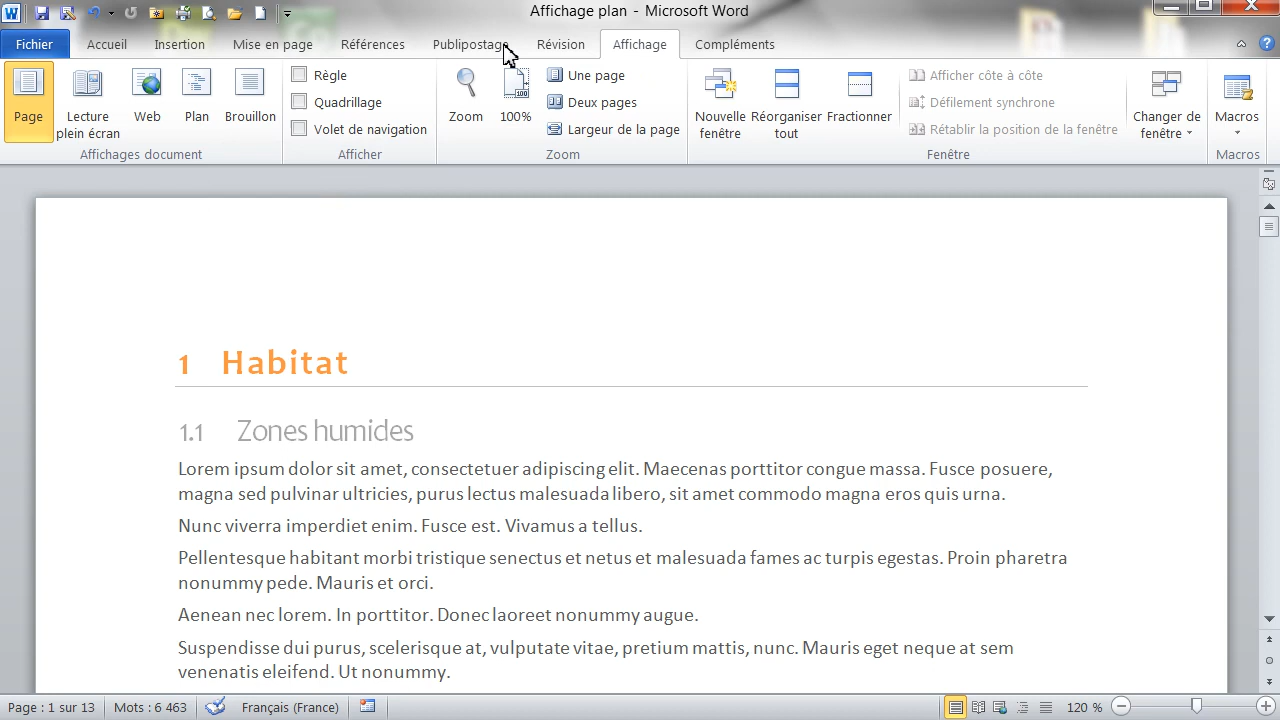 Affichage plan - Microsoft Word
Fichier Accueil Insertion Mise en page Références Publipostage Révision Affichage Compléments
Page
Lecture
plein écran
Web
Plan
Brouillon
Affichages document
Règle
Quadrillage
Volet de navigation
Afficher
Zoom
100%
Une page
Deux pages
Largeur de la page
Zoom
Nouvelle
fenêtre
Réorganiser
tout
Fractionner
Afficher côte à côte
Défilement synchrone
Rétablir la position de la fenêtre
Changer de
fenêtre
Fenêtre
Macros
Macros
1 Habitat
1.1 Zones humides
Lorem ipsum dolor sit amet, consectetuer adipiscing elit. Maecenas porttitor congue massa. Fusce posuere,
magna sed pulvinar ultricies, purus lectus malesuada libero, sit amet commodo magna eros quis urna.
Nunc viverra imperdiet enim. Fusce est. Vivamus a tellus.
Pellentesque habitant morbi tristique senectus et netus et malesuada fames ac turpis egestas. Proin pharetra
nonummy pede. Mauris et orci.
Aenean nec lorem. In porttitor. Donec laoreet nonummy augue.
Suspendisse dui purus, scelerisque at, vulputate vitae, pretium mattis, nunc. Mauris eget neque at sem
venenatis eleifend. Ut nonummy.
Page : 1 sur 13 Mots : 6 463 Français (France) 120 %